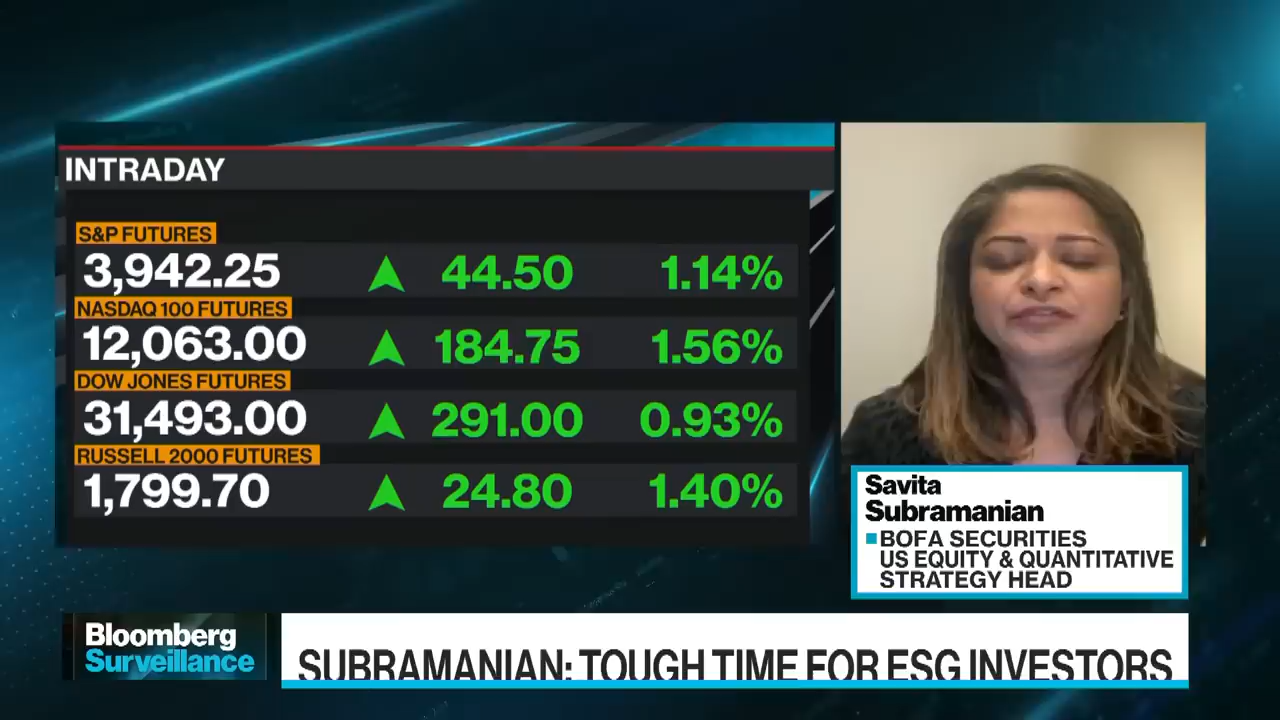 INTRADAY
S&P FUTURES
3,942.25 44.50 1.14%
NASDAQ 100 FUTURES
12,063.00 184.75 1.56%
DOW JONES FUTURES
31,493.00 291.00 0.93%
RUSSELL 2000 FUTURES
1,799.70 24.80 1.40%
Savita
Subramanian
BOFA SECURITIES
US EQUITY & QUANTITATIVE
STRATEGY HEAD
Bloomberg
Surveillance
SUBRAMANIAN: TOUGH TIME FOR ESG INVESTORS